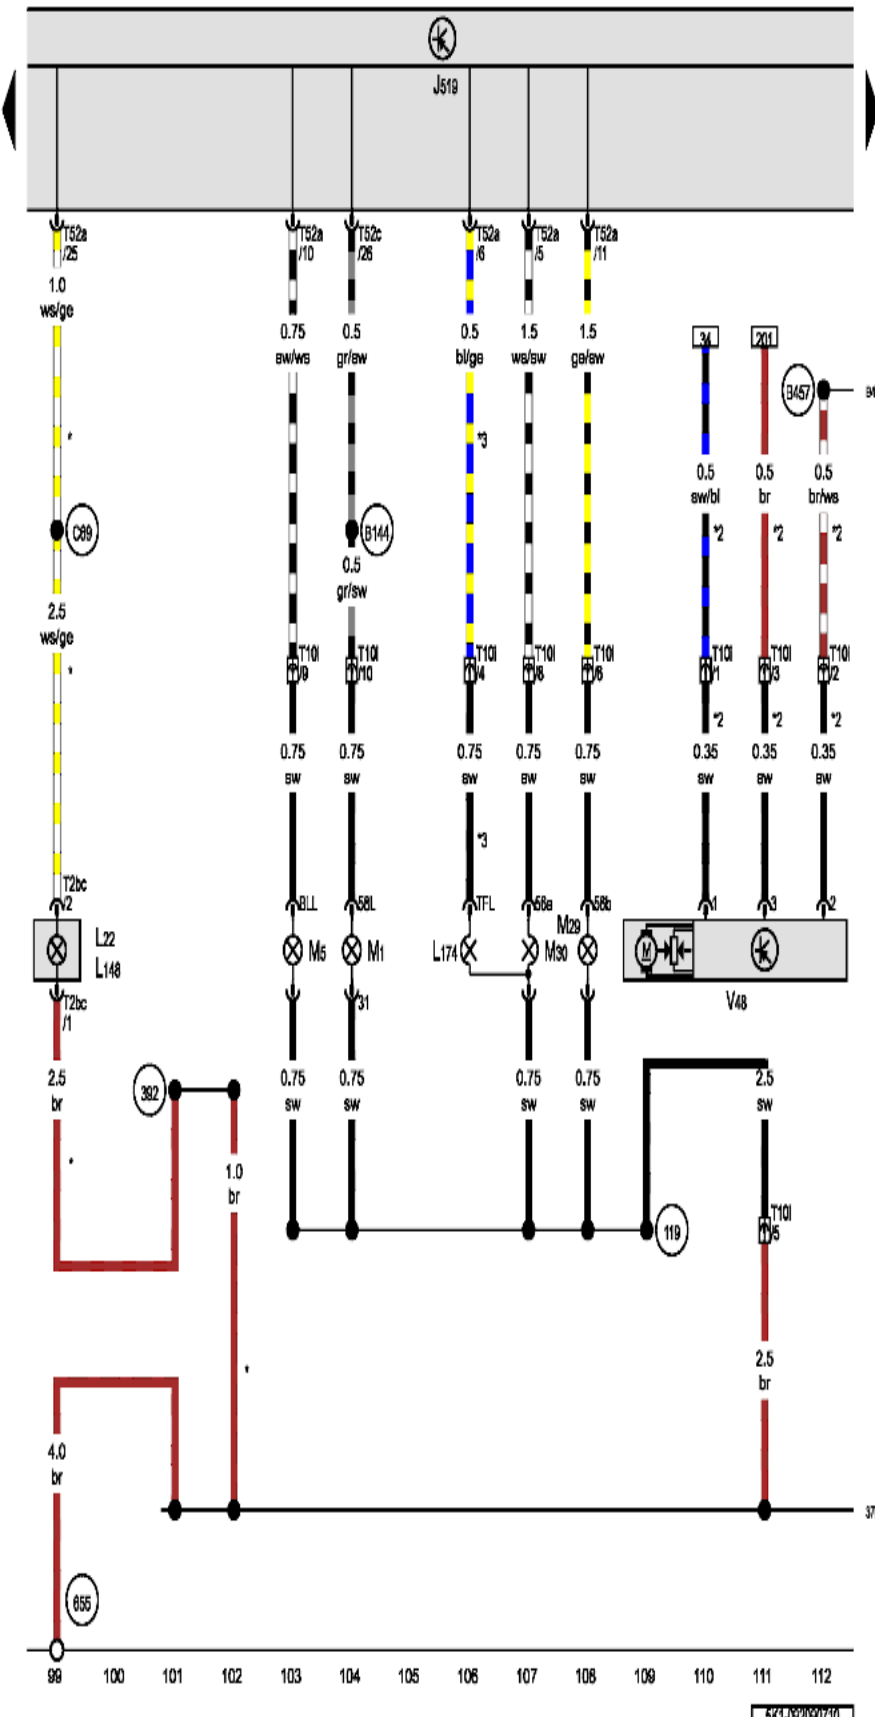 J519
T52a T52c T52a T52a T52a
/25 /10 /26 /6 /5 /11
1.0
ws/ge
0.75 0.5 0.5 1.5 1.5
sw/ws gr/sw bl/ge ws/sw ge/sw
34 201
B457
* *3
0.5 0.5 0.5
sw/bl br br/ws
C69 B144 *2 *2 *2
0.5
gr/sw
2.5
ws/ge
T10l T10l T10l T10l T10l T10l T10l T10l
/9 /10 /4 /8 /6 /1 /3 /2
*
*2 *2 *2
0.75 0.75 0.75 0.75 0.75 0.35 0.35 0.35
sw sw sw sw sw sw sw sw
*3
T2bc
/2 BLL 58L TFL 56a 56b 1 3 2
M29
L22 M5 M1 L174 M30 M
L148
T2bc 31 V48
/1
2.5 0.75 0.75 0.75 0.75 2.5
br sw sw sw sw sw
392
*
1.0
br
119
T10l
/5
*
2.5
br
4.0
br
655
99 100 101 102 103 104 105 106 107 108 109 110 111 112